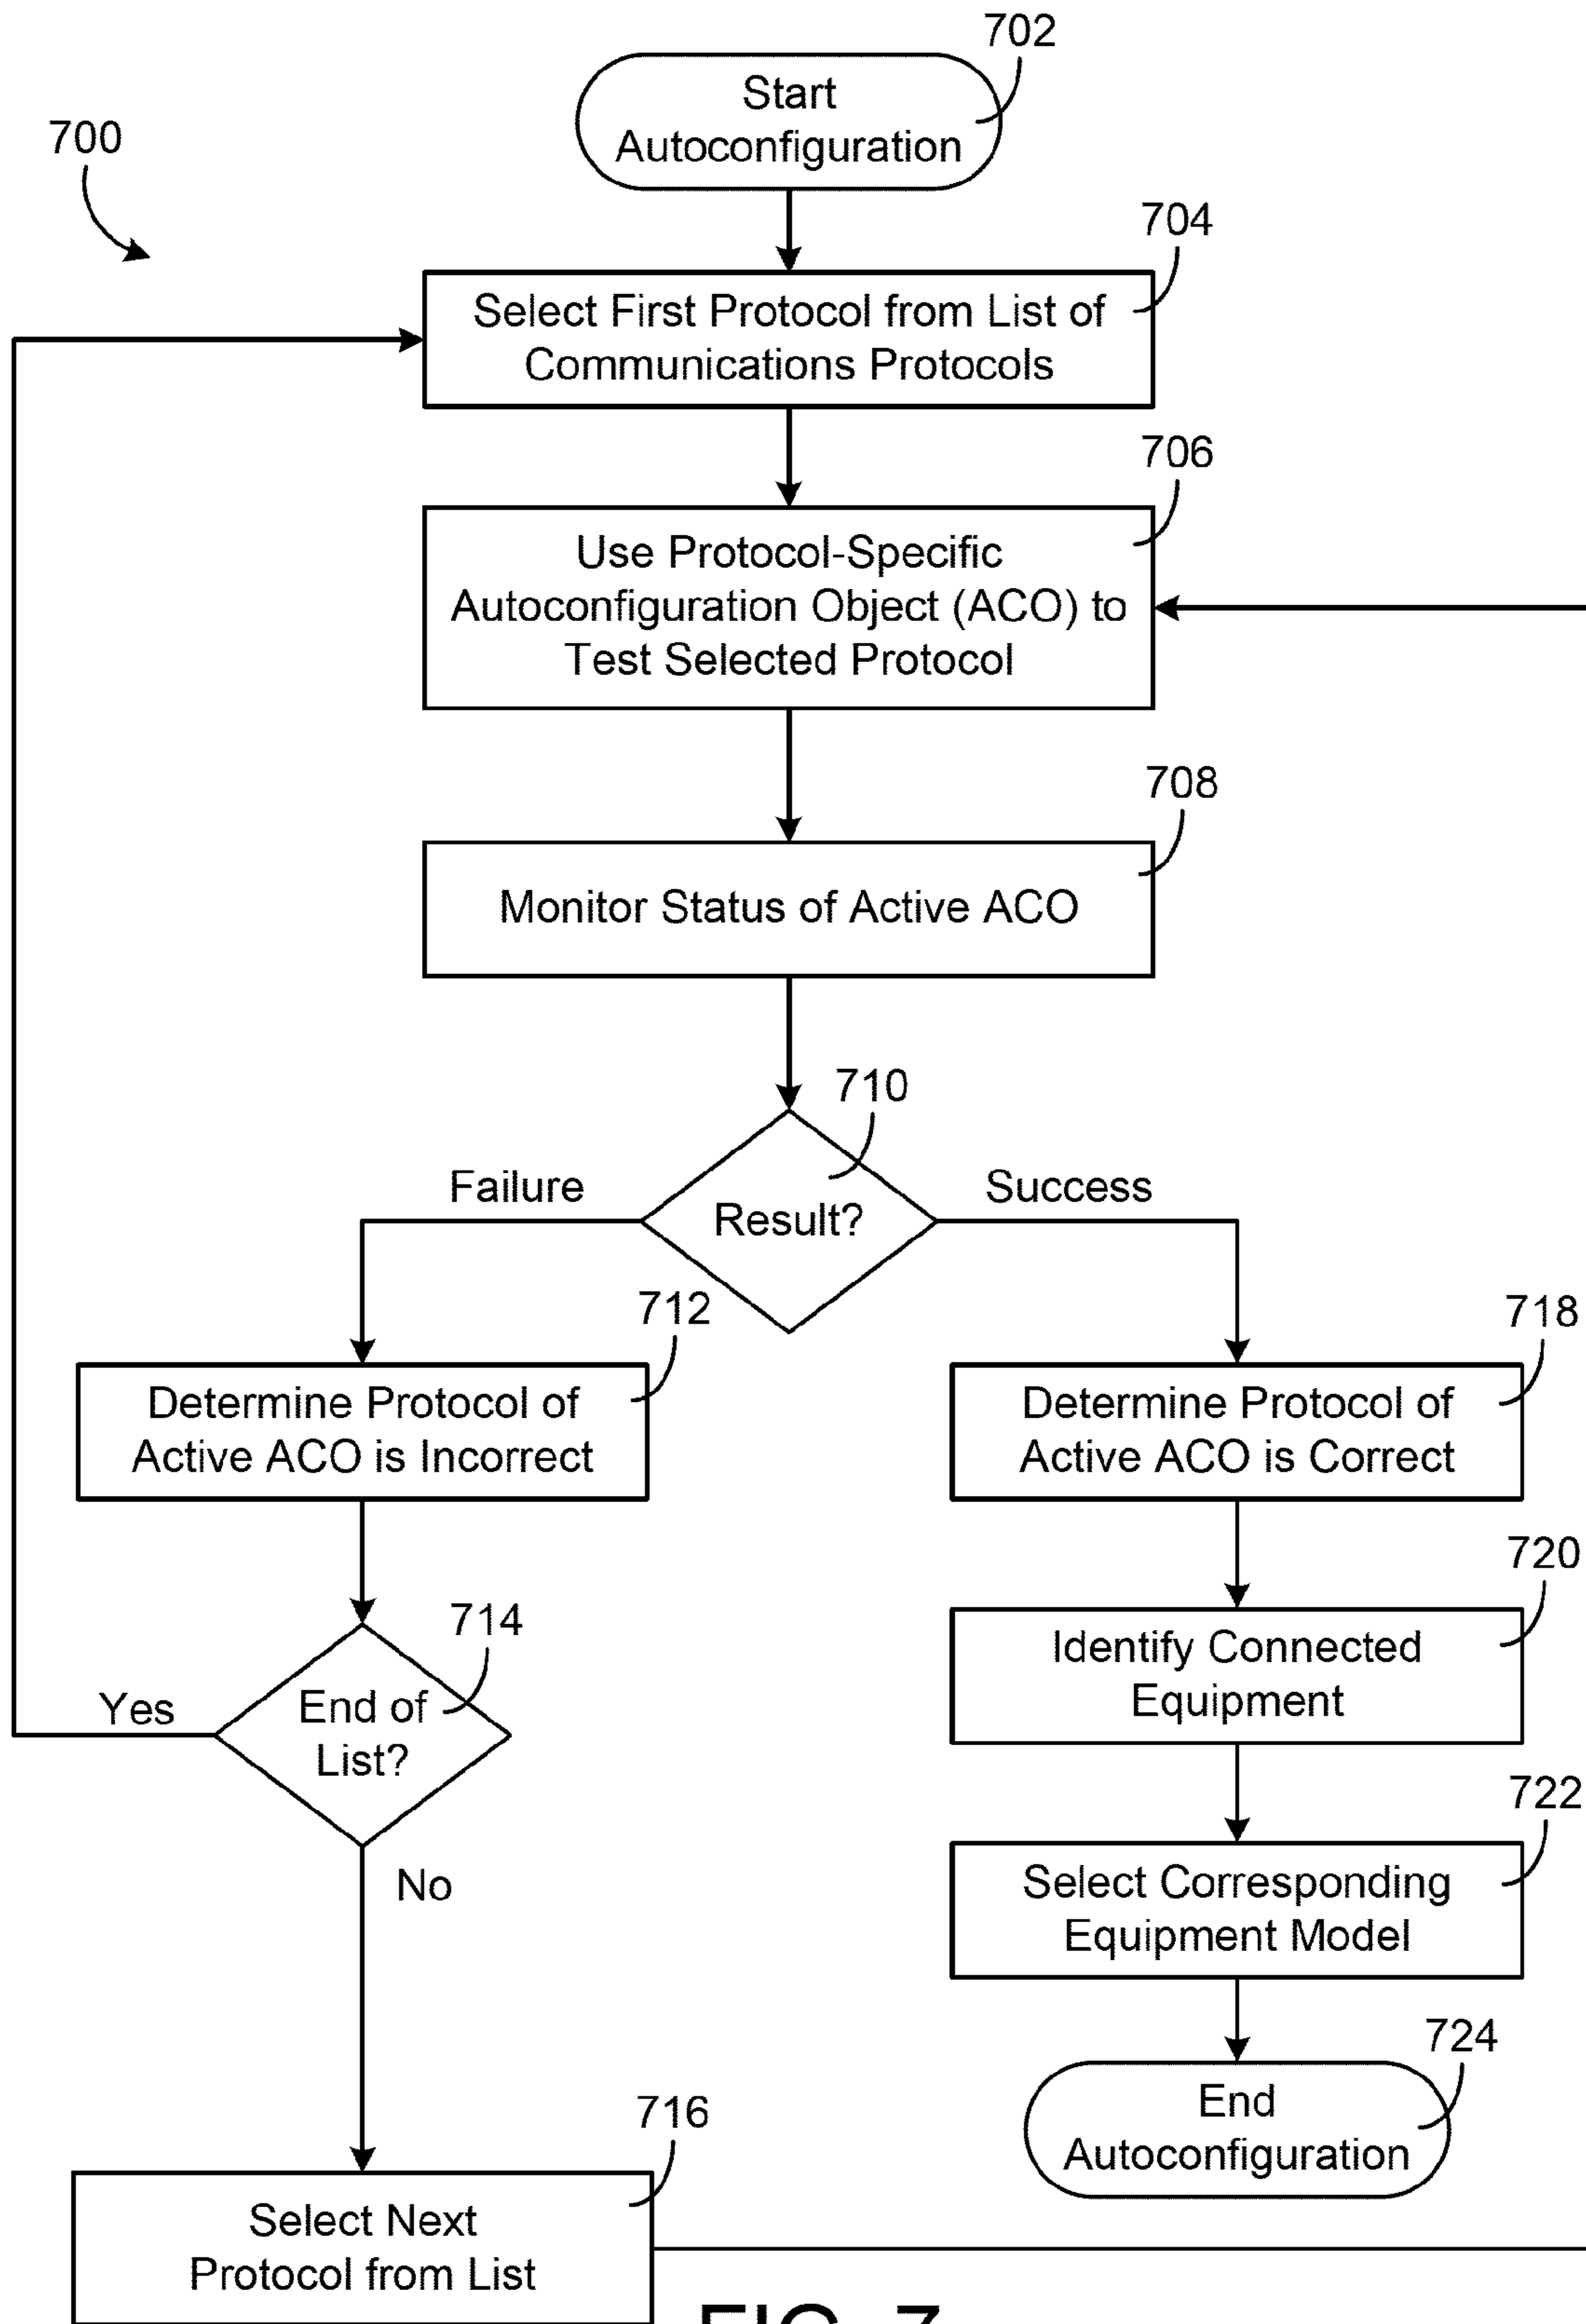 702
Start
Autoconfiguration
700
704
Select First Protocol from List of
Communications Protocols
706
Use Protocol-Specific
Autoconfiguration Object (ACO) to
Test Selected Protocol
708
Monitor Status of Active ACO
710
Failure
Result?
Success
712
Determine Protocol of
Active ACO is Incorrect
718
Determine Protocol of
Active ACO is Correct
714
Yes
End of
List?
No
720
Identify Connected
Equipment
722
Select Corresponding
Equipment Model
724
End
Autoconfiguration
716
Select Next
Protocol from List
FIG. 7